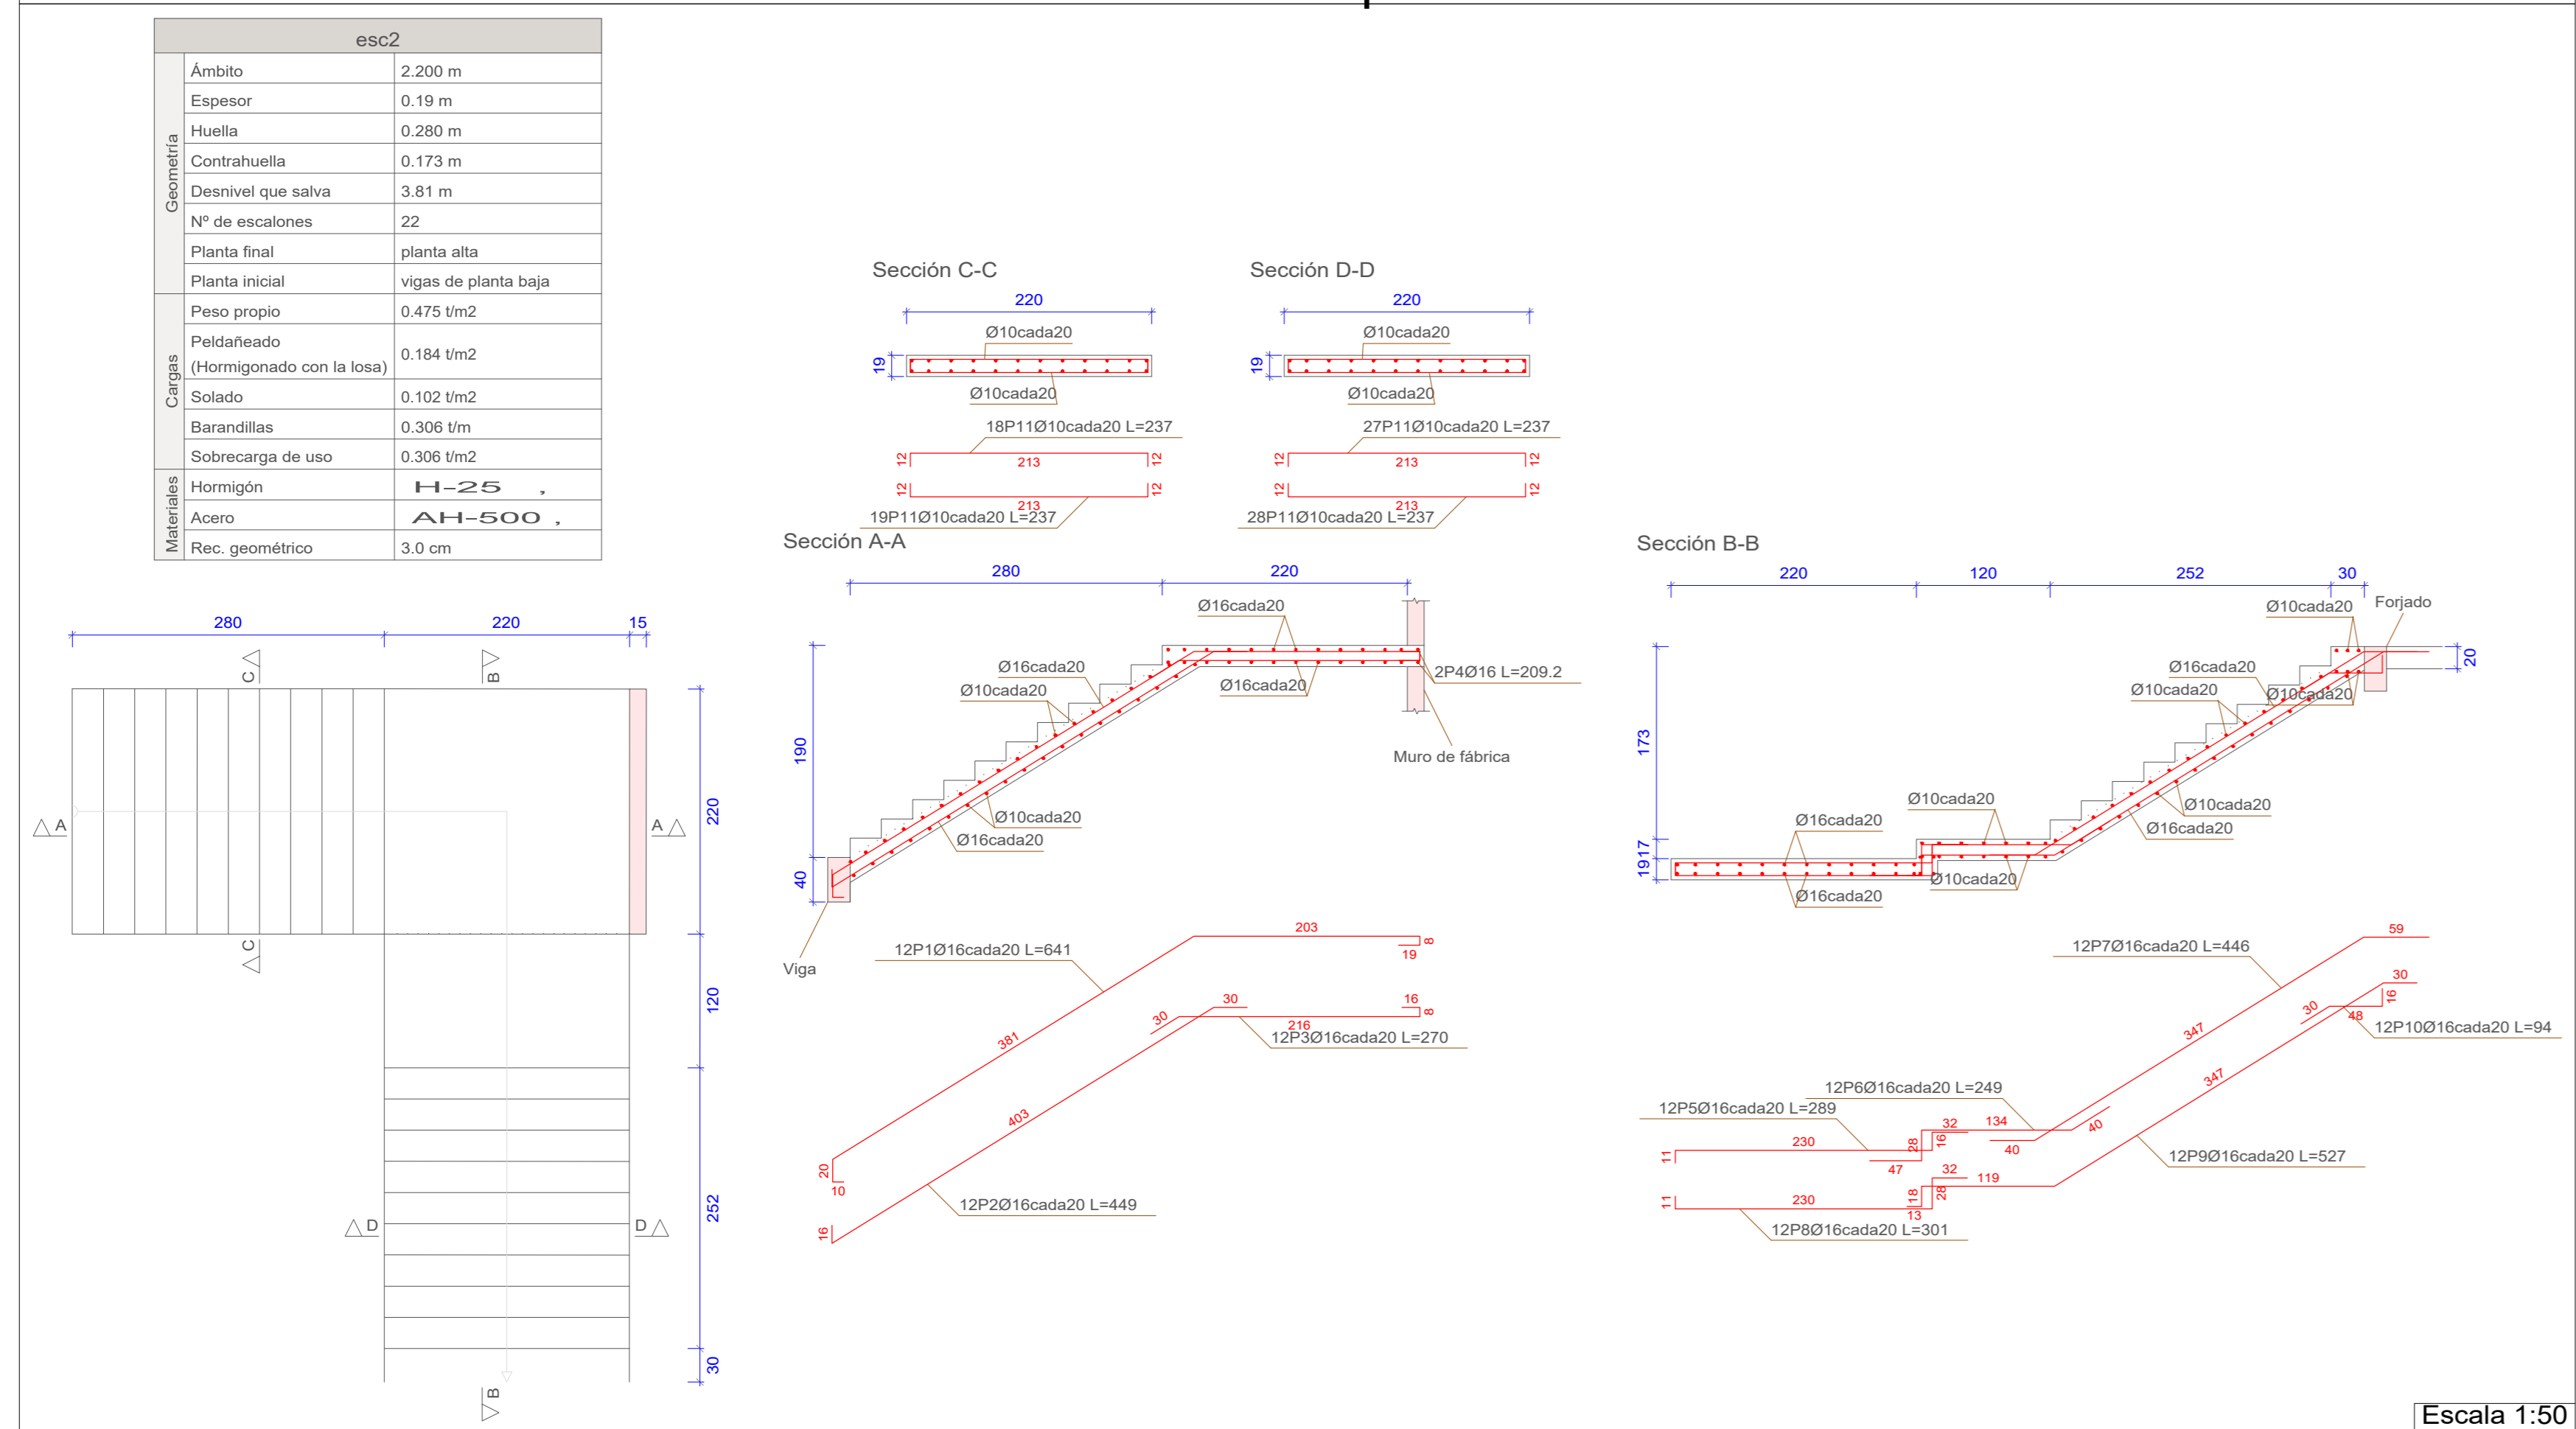 esc2
Geometría
Ámbito 2.200 m
Espesor 0.19 m
Huella 0.280 m
Contrahuella 0.173 m
Desnivel que salva 3.81 m
Nº de escalones 22
Planta final planta alta
Planta inicial vigas de planta baja
Cargas
Peso propio 0.475 t/m2
Peldañeado
(Hormigonado con la losa) 0.184 t/m2
Solado 0.102 t/m2
Barandillas 0.306 t/m
Sobrecarga de uso 0.306 t/m2
Materiales
Hormigón H-25 ,
Acero AH-500 ,
Rec. geométrico 3.0 cm
280 220 15
C B
A A
220
C
120
D D
252
30
B
Sección C-C
220
Ø10cada20
19
Ø10cada20
18P11Ø10cada20 L=237
12 213 12
12 213 12
19P11Ø10cada20 L=237
Sección D-D
220
Ø10cada20
19
Ø10cada20
27P11Ø10cada20 L=237
12 213 12
12 213 12
28P11Ø10cada20 L=237
Sección A-A
280 220
Ø16cada20
Ø16cada20
Ø10cada20
Ø16cada20
2P4Ø16 L=209.2
190
Muro de fábrica
Ø10cada20
Ø16cada20
40
Viga
12P1Ø16cada20 L=641
203
8
19
381
20
10
30 16
30 216 8
12P3Ø16cada20 L=270
403
12P2Ø16cada20 L=449
16
Sección B-B
220 120 252 30
Ø10cada20 Forjado
Ø16cada20
20
Ø10cada20 Ø10cada20
173
Ø10cada20
Ø10cada20
Ø16cada20 Ø16cada20
17
19
Ø10cada20
Ø16cada20
12P7Ø16cada20 L=446
59
30
16
30
48
12P10Ø16cada20 L=94
347
347
12P6Ø16cada20 L=249
12P5Ø16cada20 L=289
32 134 40
230 28 16 40
11
47
12P9Ø16cada20 L=527
32 119
11 230 18 28
13
12P8Ø16cada20 L=301
Escala 1:50